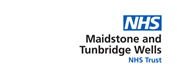 NHS
Maidstone and
Tunbridge Wells
NHS Trust